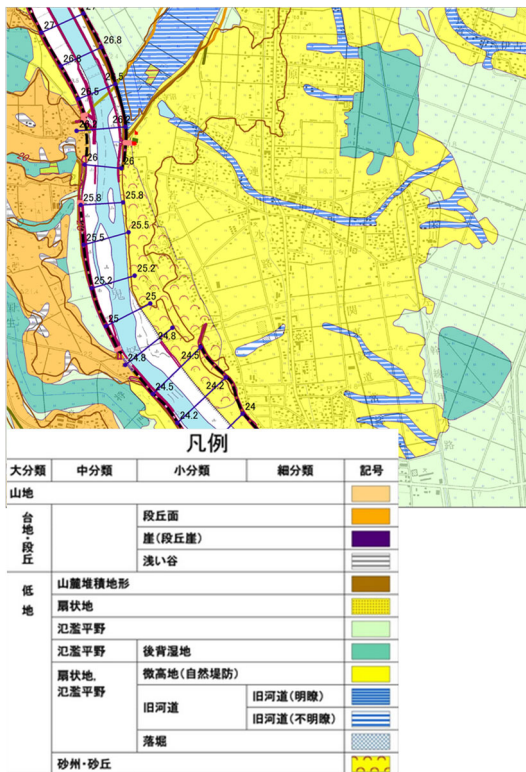 27
27
26.8
26.8
26.5
26.5
26.2
26
26
25.8
25.8
25.5
25.5
25.2
25.2
25
25
24.8
24.8
24.5
24.5
24.2
24.2
24
凡例
大分類 中分類 小分類 細分類 記号
山地
台地・段丘 段丘面
崖(段丘崖)
浅い谷
低地 山麓堆積地形
扇状地
氾濫平野
氾濫平野 後背湿地
扇状地, 氾濫平野 微高地(自然堤防)
旧河道 旧河道(明瞭)
旧河道(不明瞭)
落堀
砂州・砂丘